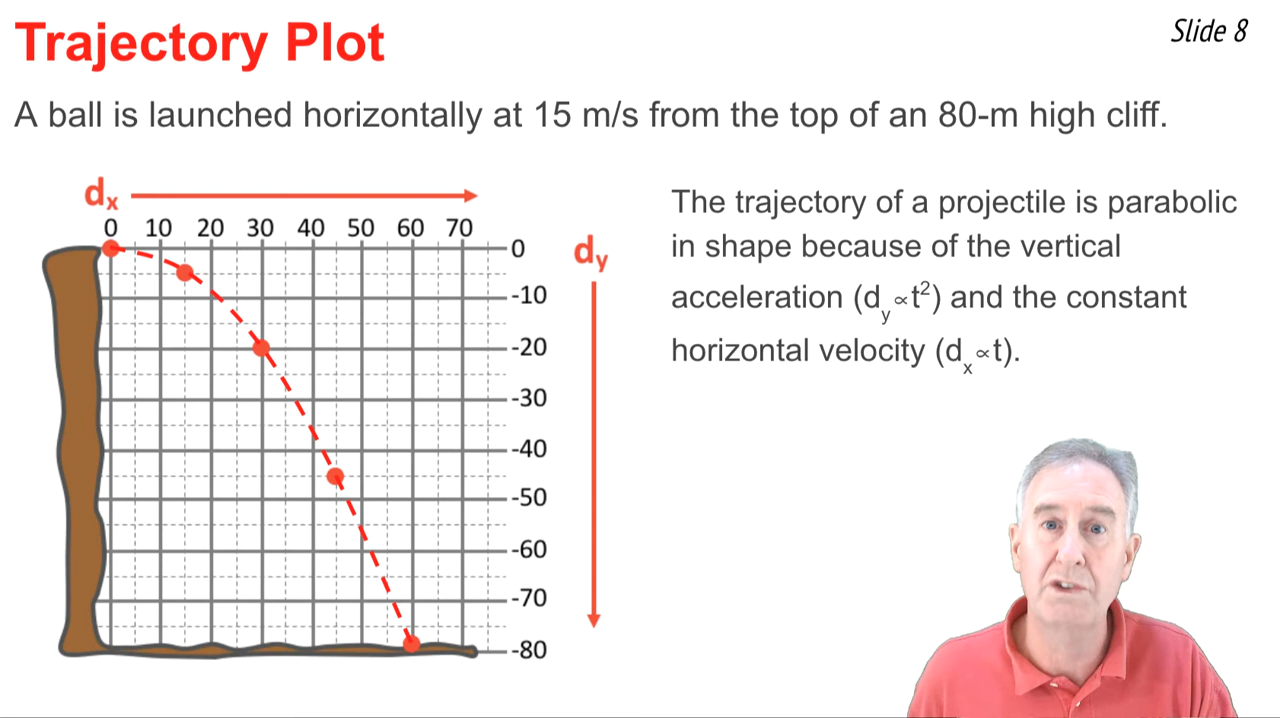 Trajectory Plot
Slide 8
A ball is launched horizontally at 15 m/s from the top of an 80-m high cliff.
dₓ
0 10 20 30 40 50 60 70
0
-10
-20
-30
-40
-50
-60
-70
-80
d_y
The trajectory of a projectile is parabolic
in shape because of the vertical
acceleration (d_y ∝t²) and the constant
horizontal velocity (dₓ ∝t).